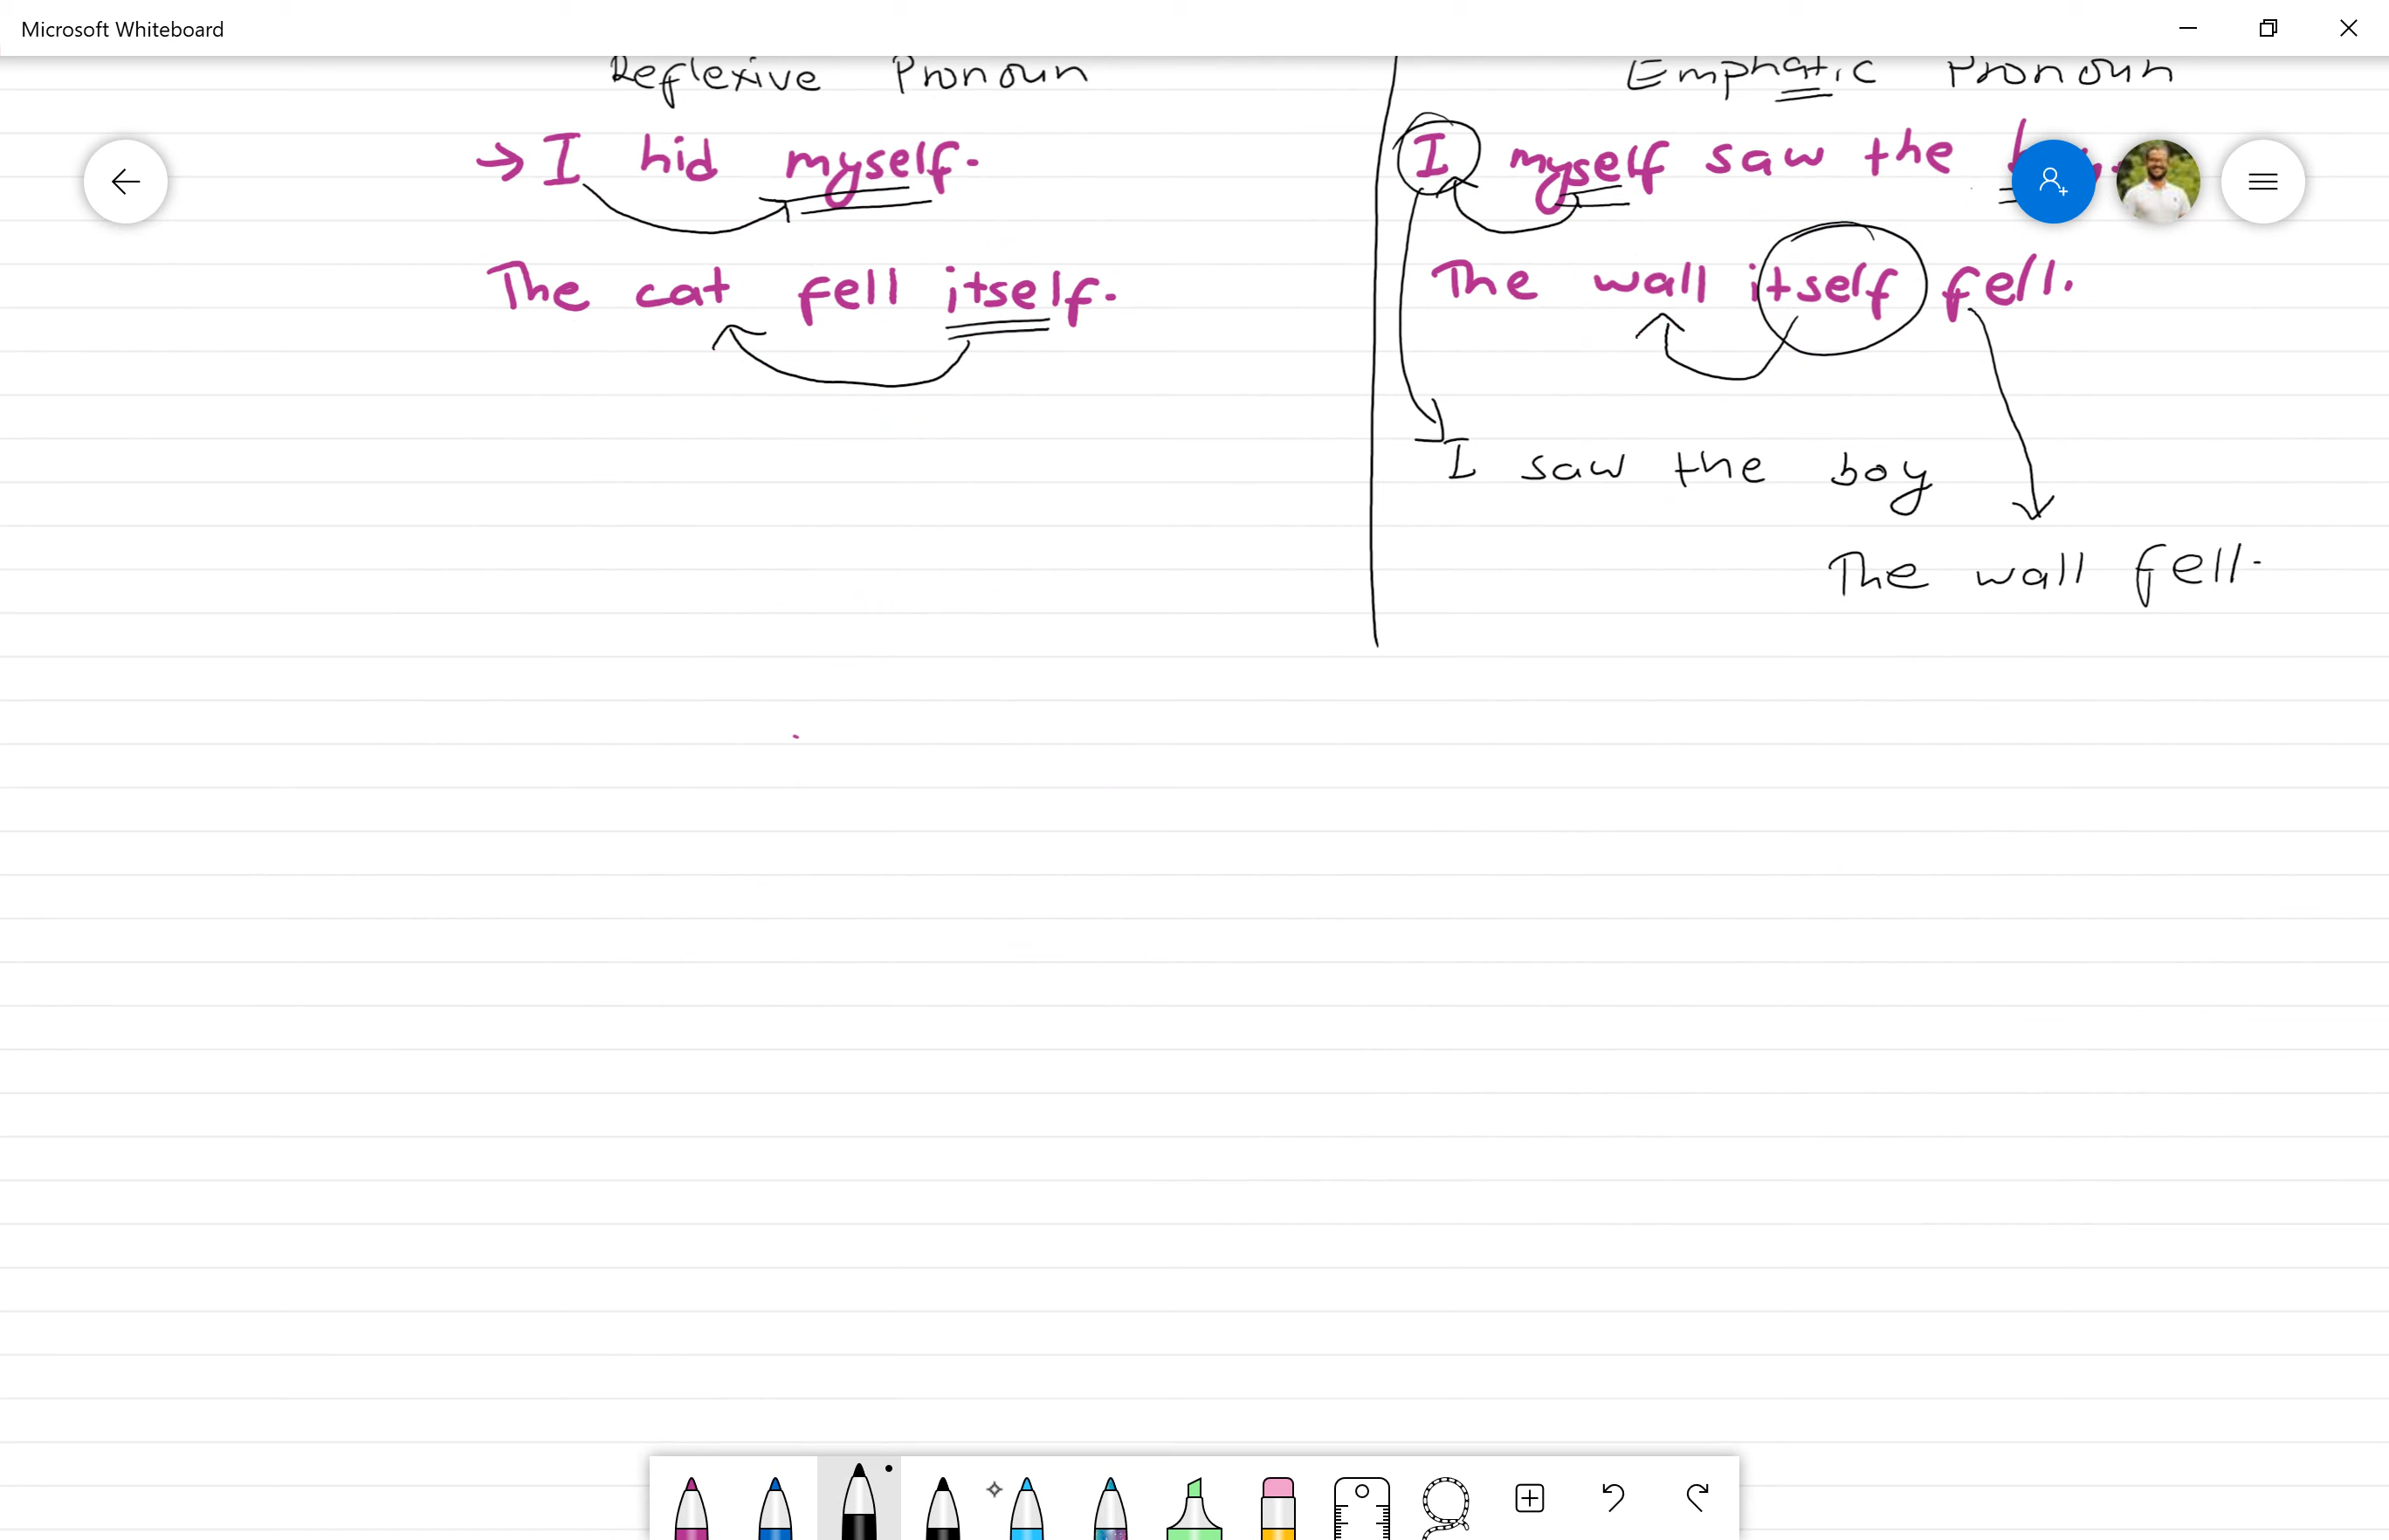 Microsoft Whiteboard
Reflexive Pronoun
→ I hid myself.
The cat fell itself.
Emphatic Pronoun
I myself saw the
The wall itself fell.
I saw the boy
The wall fell.